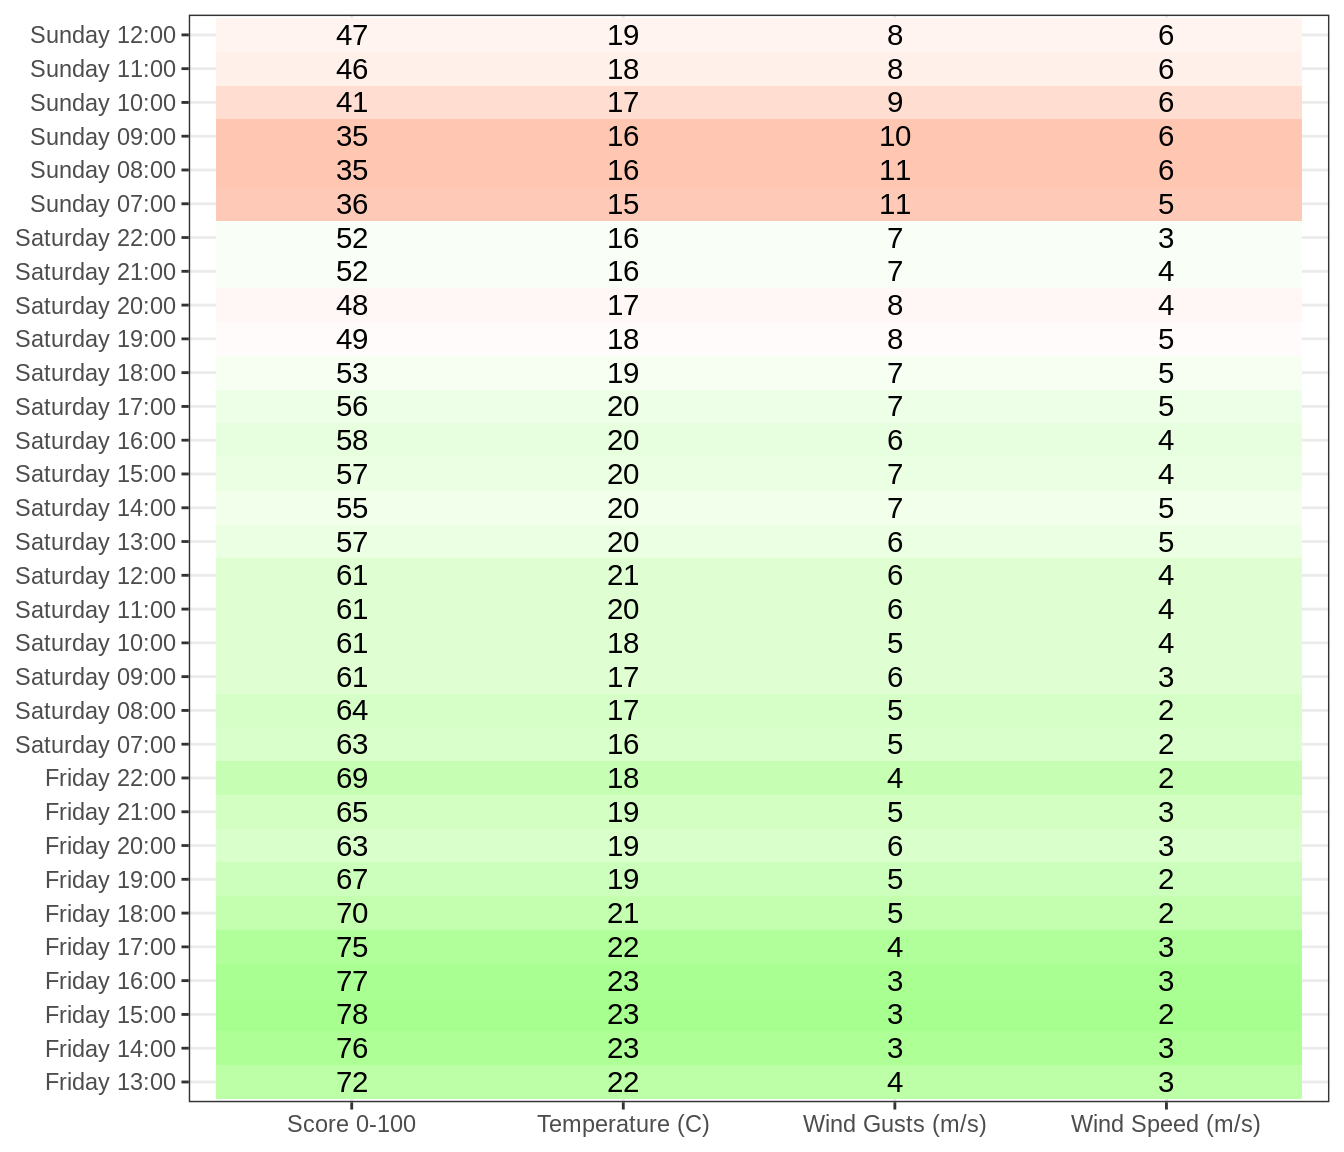 Sunday 12:00 47 19 8 6
Sunday 11:00 46 18 8 6
Sunday 10:00 41 17 9 6
Sunday 09:00 35 16 10 6
Sunday 08:00 35 16 11 6
Sunday 07:00 36 15 11 5
Saturday 22:00 52 16 7 3
Saturday 21:00 52 16 7 4
Saturday 20:00 48 17 8 4
Saturday 19:00 49 18 8 5
Saturday 18:00 53 19 7 5
Saturday 17:00 56 20 7 5
Saturday 16:00 58 20 6 4
Saturday 15:00 57 20 7 4
Saturday 14:00 55 20 7 5
Saturday 13:00 57 20 6 5
Saturday 12:00 61 21 6 4
Saturday 11:00 61 20 6 4
Saturday 10:00 61 18 5 4
Saturday 09:00 61 17 6 3
Saturday 08:00 64 17 5 2
Saturday 07:00 63 16 5 2
Friday 22:00 69 18 4 2
Friday 21:00 65 19 5 3
Friday 20:00 63 19 6 3
Friday 19:00 67 19 5 2
Friday 18:00 70 21 5 2
Friday 17:00 75 22 4 3
Friday 16:00 77 23 3 3
Friday 15:00 78 23 3 2
Friday 14:00 76 23 3 3
Friday 13:00 72 22 4 3
Score 0-100 Temperature (C) Wind Gusts (m/s) Wind Speed (m/s)